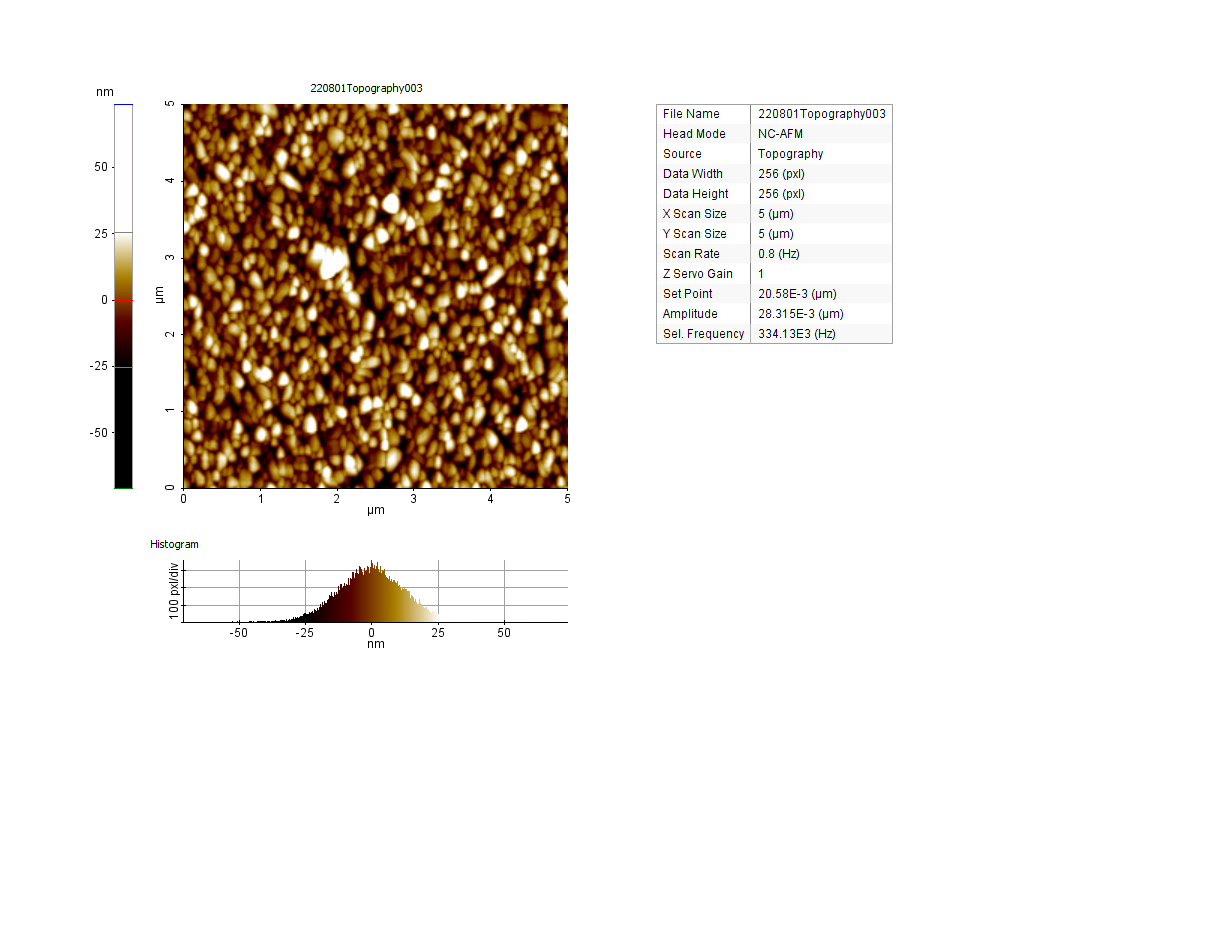 220801Topography003
nm
50
25
0
-25
-50
5
4
3
2
1
0
µm
0 1 2 3 4 5
µm
File Name 220801Topography003
Head Mode NC-AFM
Source Topography
Data Width 256 (pxl)
Data Height 256 (pxl)
X Scan Size 5 (µm)
Y Scan Size 5 (µm)
Scan Rate 0.8 (Hz)
Z Servo Gain 1
Set Point 20.58E-3 (µm)
Amplitude 28.315E-3 (µm)
Sel. Frequency 334.13E3 (Hz)
Histogram
100 pxl/div
-50 -25 0 25 50
nm